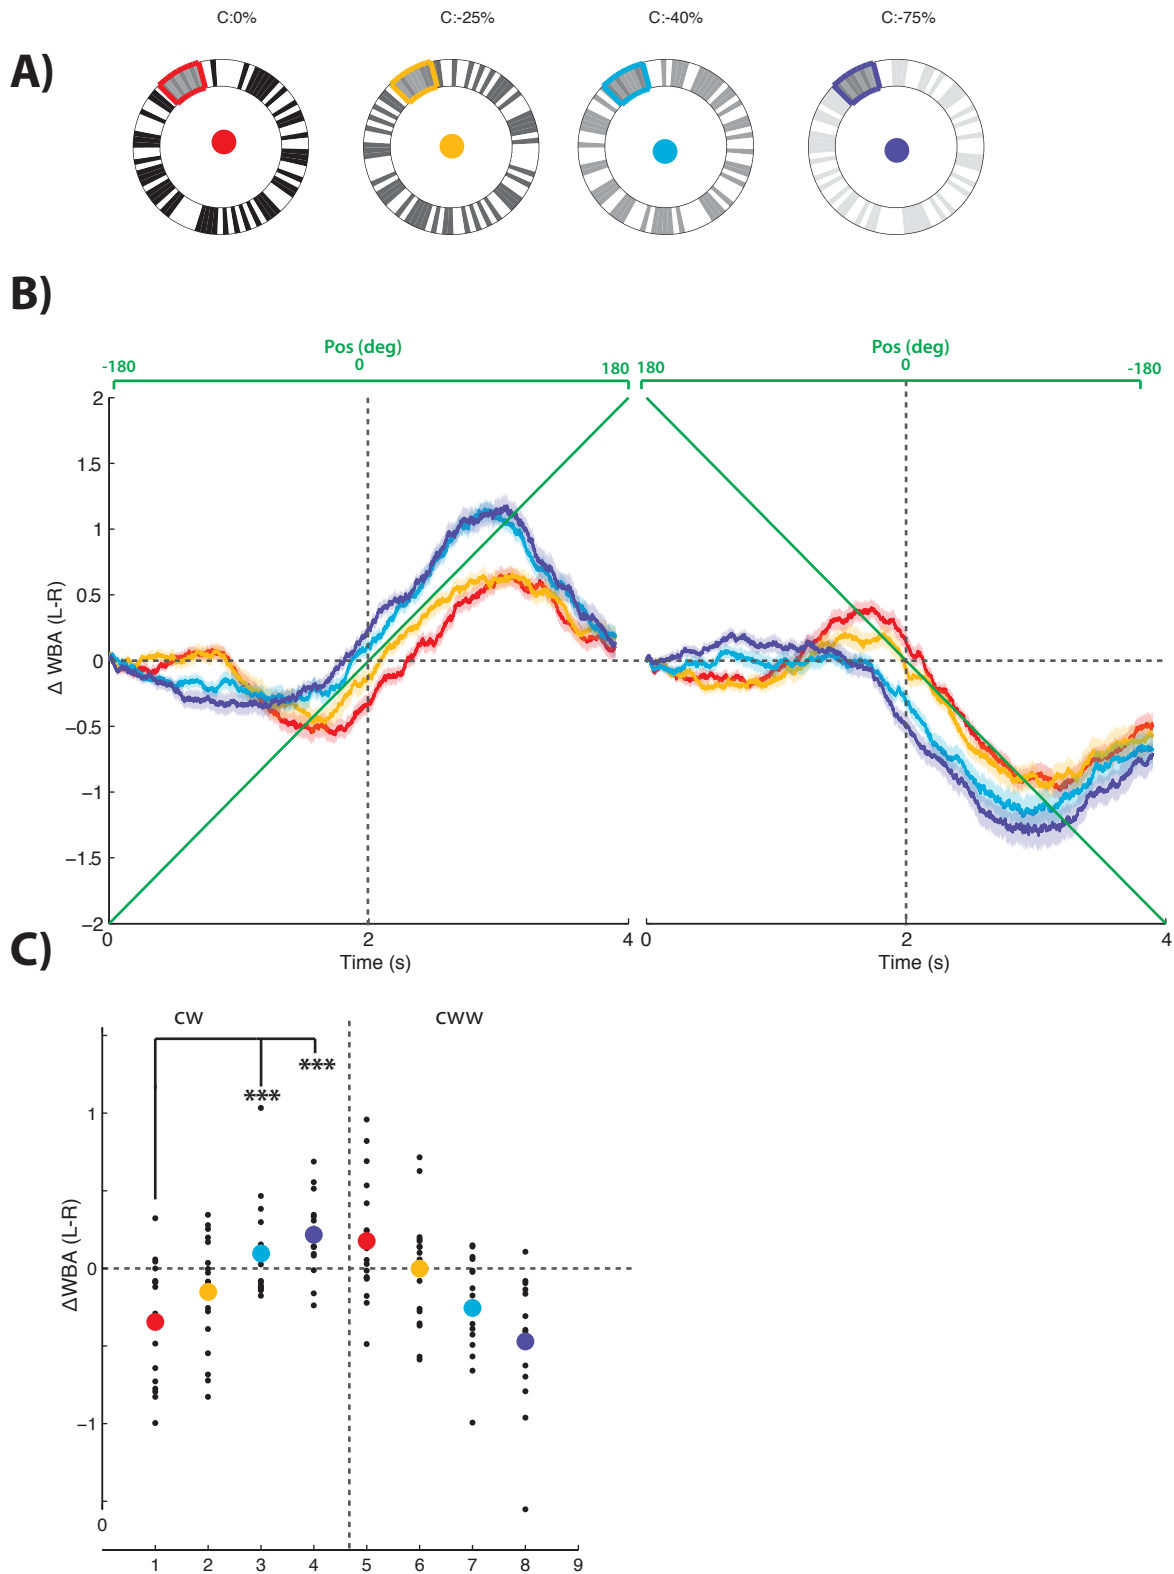 C:0% C:-25% C:-40% C:-75%
A)
B)
Pos (deg) Pos (deg)
-180 0 180 180 0 -180
2
1.5
1
0.5
0
−0.5
−1
−1.5
−2
Δ WBA (L-R)
0 2 4 0 2 4
Time (s) Time (s)
C)
CW CWW
***
***
1
0
−1
ΔWBA (L-R)
0
1 2 3 4 5 6 7 8 9